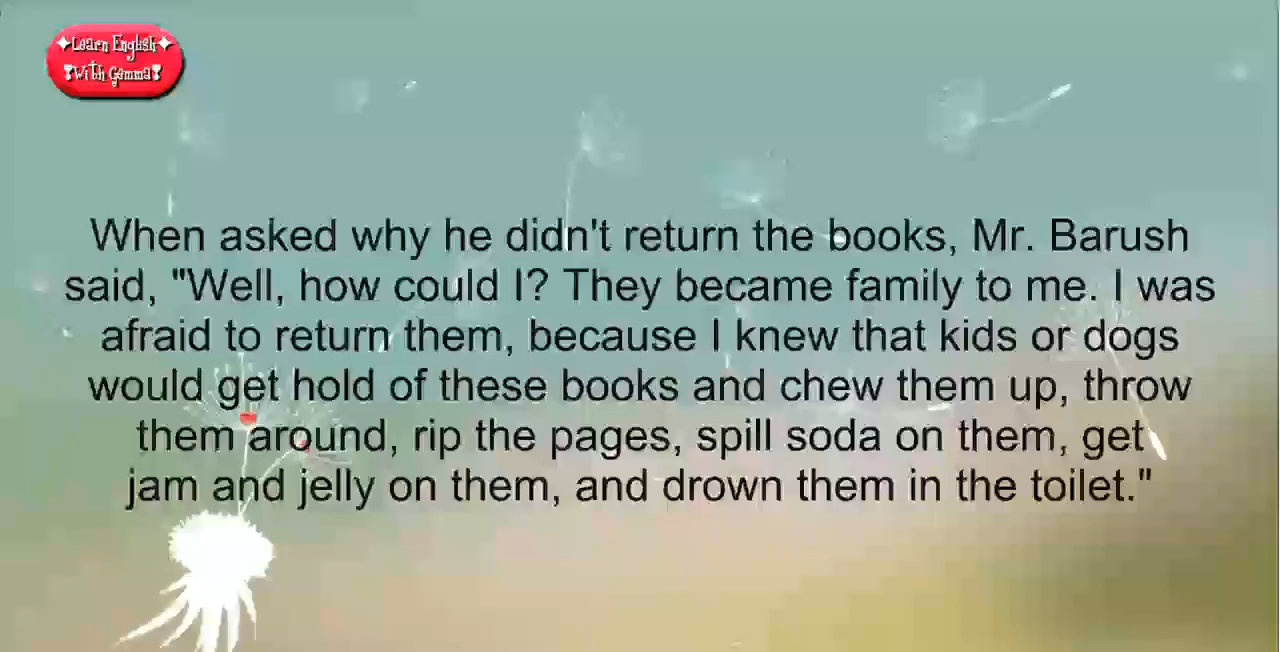 ✦Learn English✦
❣With Gamma❣
When asked why he didn't return the books, Mr. Barush
said, "Well, how could I? They became family to me. I was
afraid to return them, because I knew that kids or dogs
would get hold of these books and chew them up, throw
them around, rip the pages, spill soda on them, get
jam and jelly on them, and drown them in the toilet."